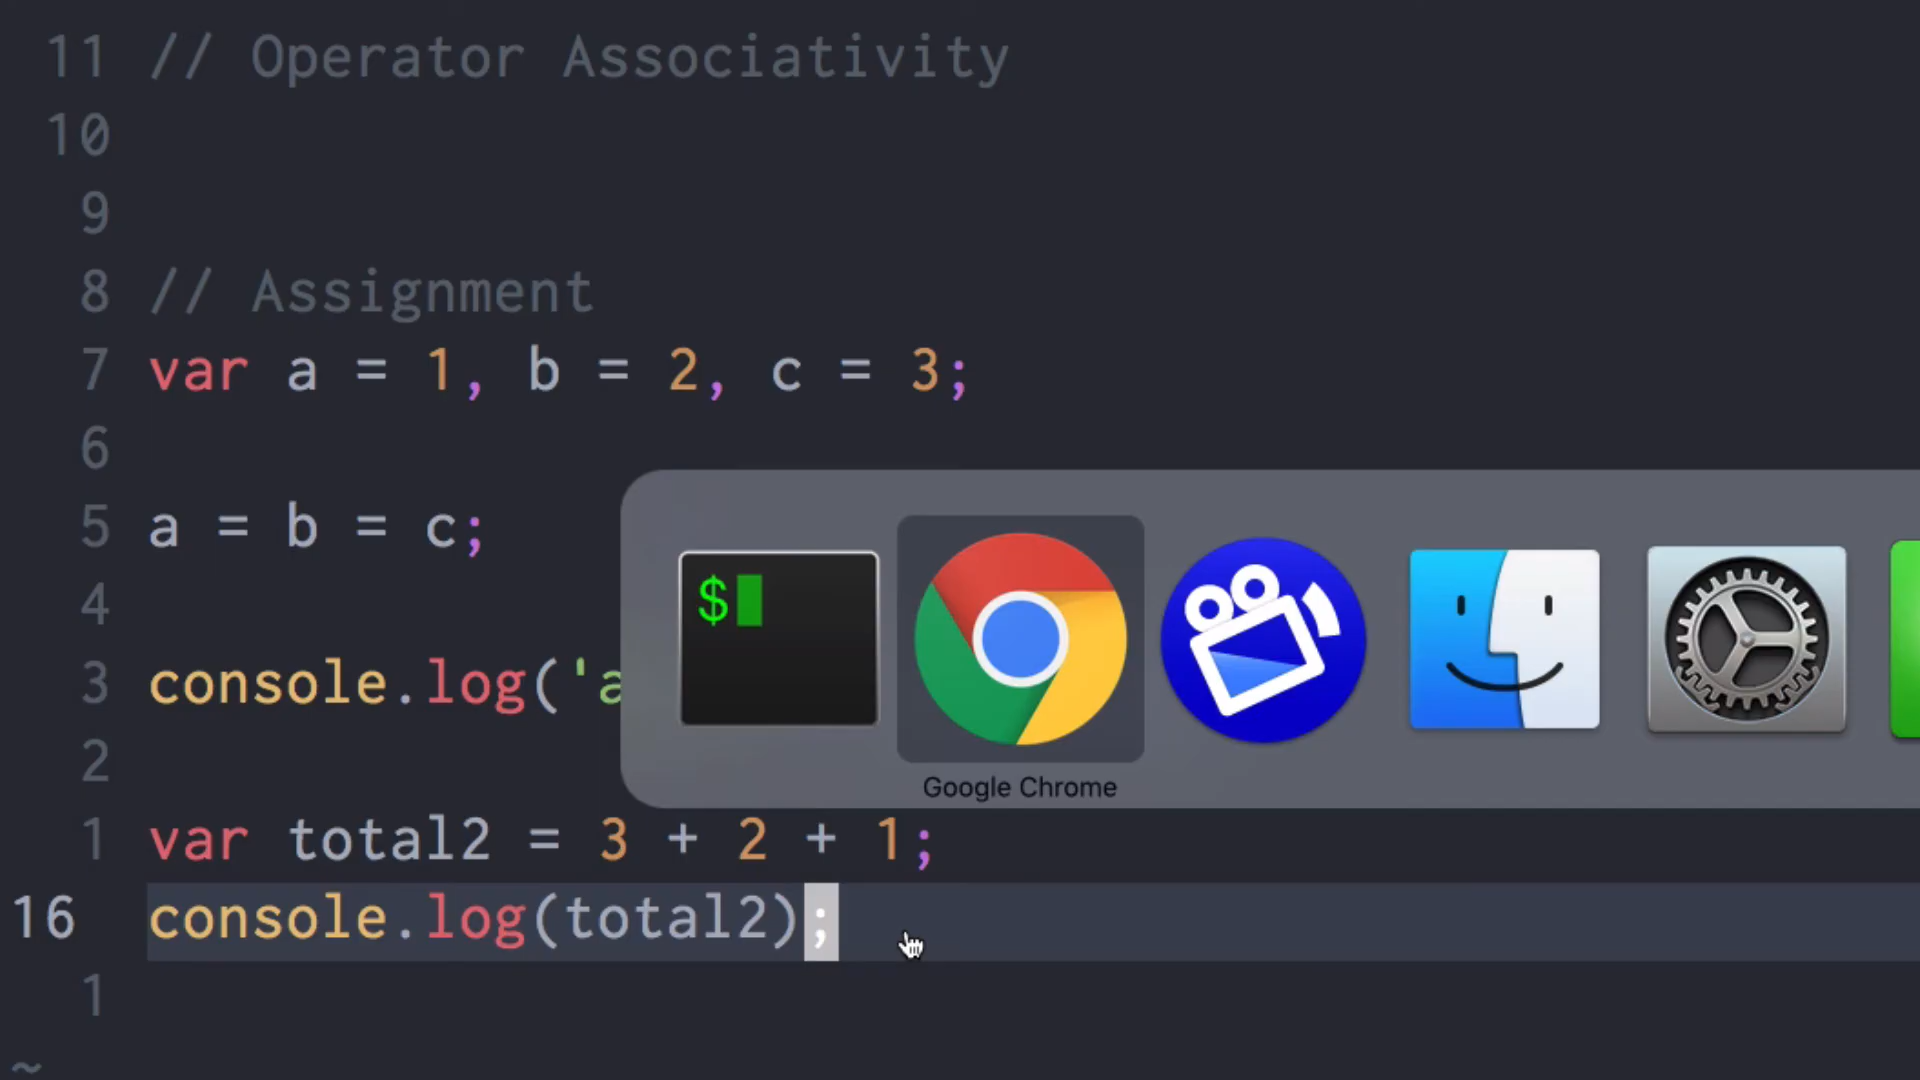 11 // Operator Associativity
10
9
8 // Assignment
7 var a = 1, b = 2, c = 3;
6
5 a = b = c;
4
3 console.log('a
2
1 var total2 = 3 + 2 + 1;
16 console.log(total2);
1
~
$
Google Chrome